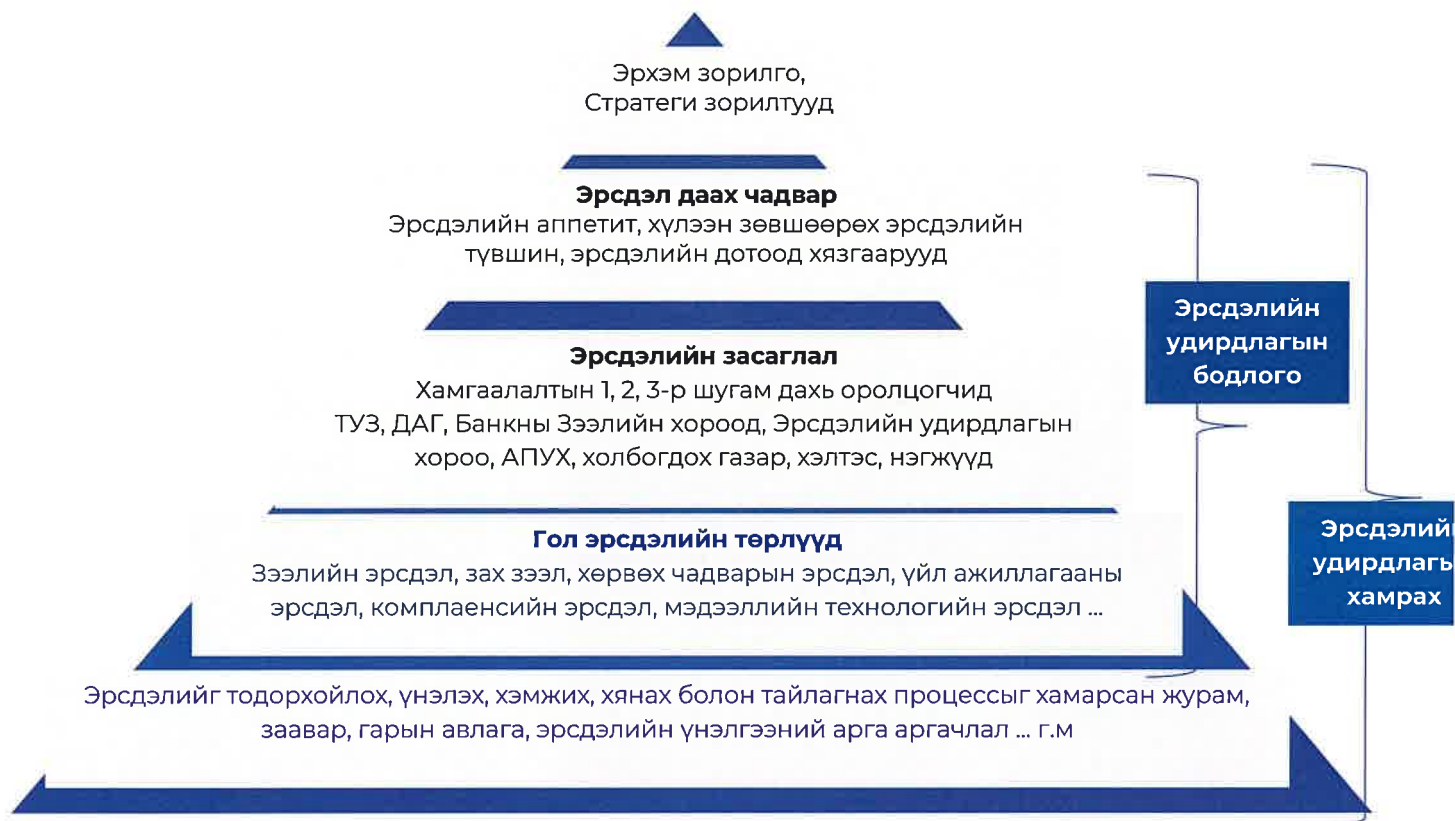 Эрхэм зорилго,
Стратеги зорилтууд
Эрсдэл даах чадвар
Эрсдэлийн аппетит, хүлээн зөвшөөрөх эрсдэлийн
түвшин, эрсдэлийн дотоод хязгаарууд
Эрсдэлийн засаглал
Хамгаалалтын 1, 2, 3-р шугам дахь оролцогчид
ТУЗ, ДАГ, Банкны Зээлийн хороод, Эрсдэлийн удирдлагын
хороо, АПУХ, холбогдох газар, хэлтэс, нэгжүүд
Гол эрсдэлийн төрлүүд
Зээлийн эрсдэл, зах зээл, хөрвөх чадварын эрсдэл, үйл ажиллагааны
эрсдэл, комплаенсийн эрсдэл, мэдээллийн технологийн эрсдэл ...
Эрсдэлийг тодорхойлох, үнэлэх, хэмжих, хянах болон тайлагнах процессыг хамарсан журам,
заавар, гарын авлага, эрсдэлийн үнэлгээний арга аргачлал ... г.м
Эрсдэлийн
удирдлагын
бодлого
хамрах